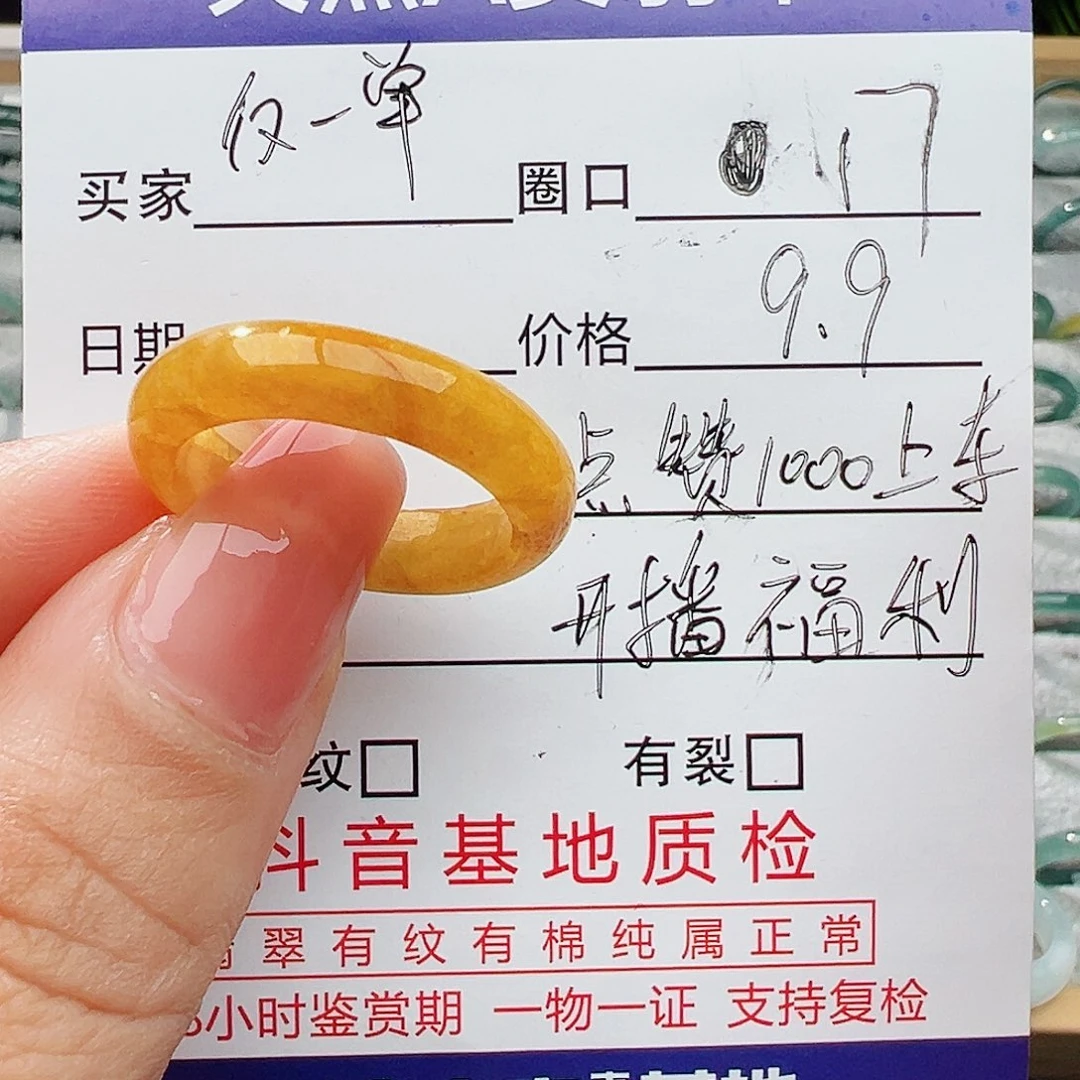 仅一单
买家 圈口 17
日期 价格 9.9
点赞1000上车
开播福利
纹 有裂
抖音基地质检
翡翠有纹有棉纯属正常
小时鉴赏期 一物一证 支持复检